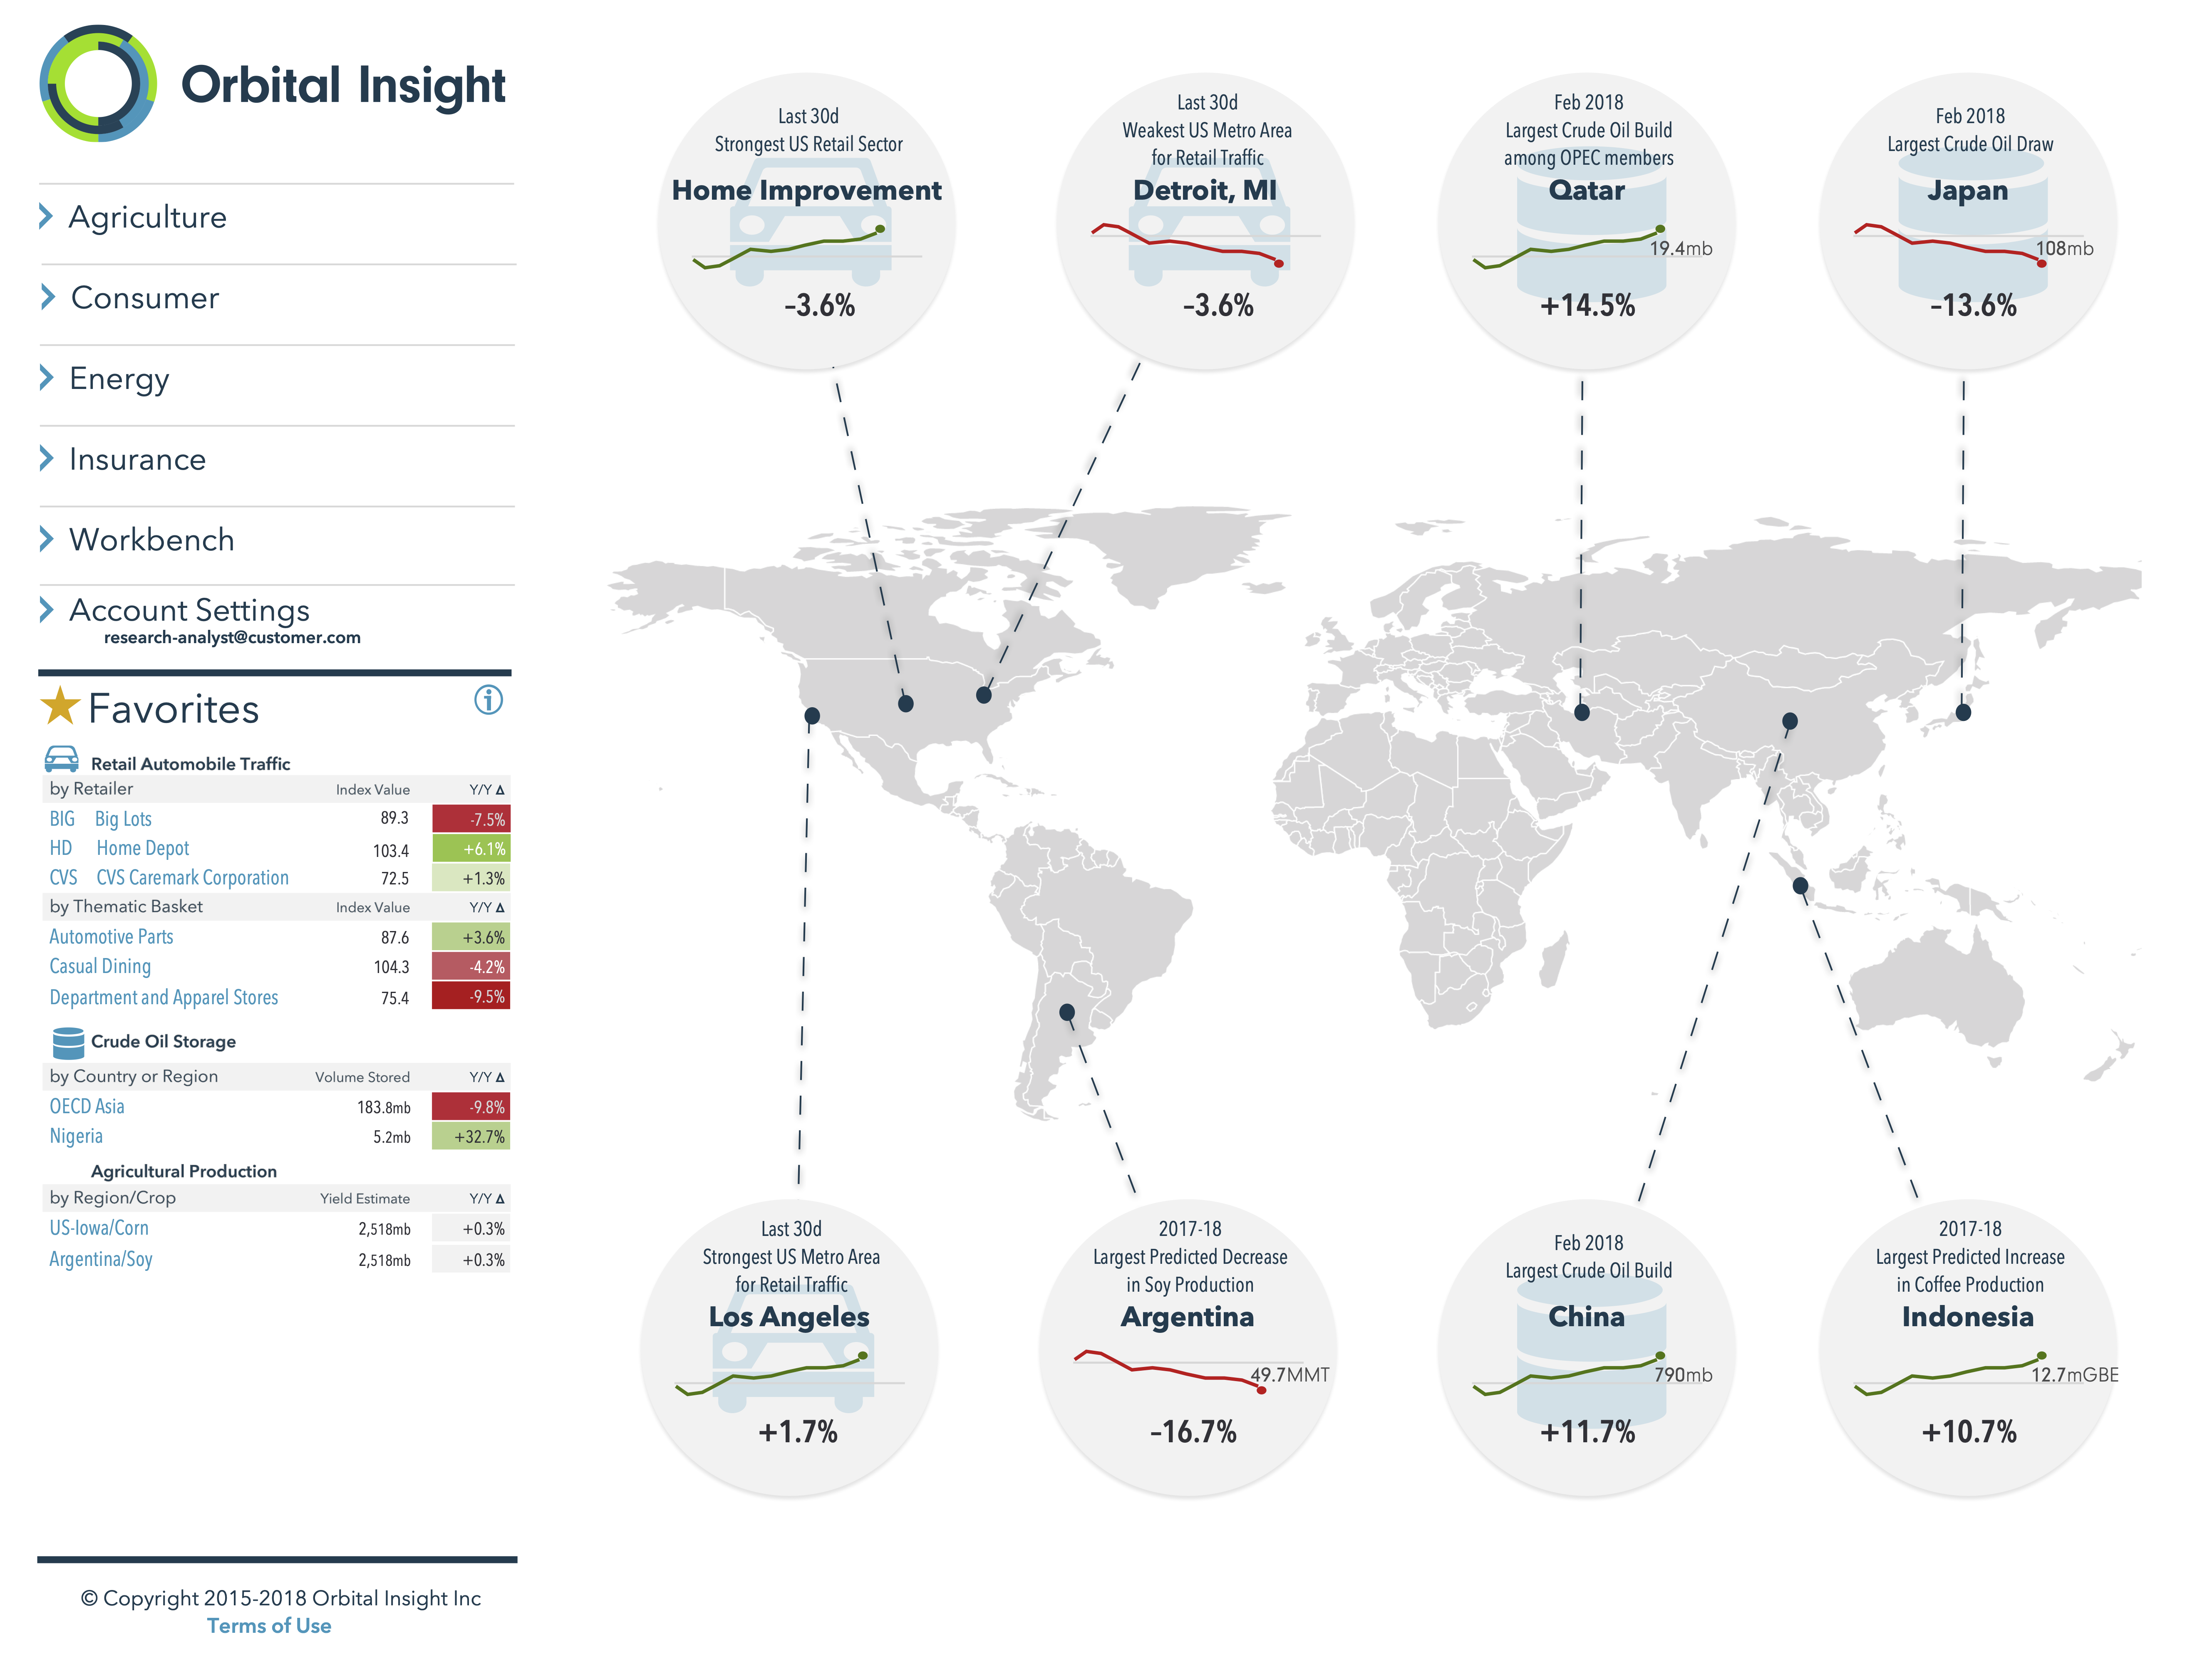 Orbital Insight
Agriculture
Consumer
Energy
Insurance
Workbench
Account Settings
research-analyst@customer.com
Favorites
Retail Automobile Traffic
by Retailer Index Value Y/Y Δ
BIG Big Lots 89.3 -7.5%
HD Home Depot 103.4 +6.1%
CVS CVS Caremark Corporation 72.5 +1.3%
by Thematic Basket Index Value Y/Y Δ
Automotive Parts 87.6 +3.6%
Casual Dining 104.3 -4.2%
Department and Apparel Stores 75.4 -9.5%
Crude Oil Storage
by Country or Region Volume Stored Y/Y Δ
OECD Asia 183.8mb -9.8%
Nigeria 5.2mb +32.7%
Agricultural Production
by Region/Crop Yield Estimate Y/Y Δ
US-Iowa/Corn 2,518mb +0.3%
Argentina/Soy 2,518mb +0.3%
© Copyright 2015-2018 Orbital Insight Inc
Terms of Use
Last 30d
Strongest US Retail Sector
Home Improvement
–3.6%
Last 30d
Weakest US Metro Area
for Retail Traffic
Detroit, MI
–3.6%
Feb 2018
Largest Crude Oil Build
among OPEC members
Qatar
19.4mb
+14.5%
Feb 2018
Largest Crude Oil Draw
Japan
108mb
–13.6%
Last 30d
Strongest US Metro Area
for Retail Traffic
Los Angeles
+1.7%
2017-18
Largest Predicted Decrease
in Soy Production
Argentina
49.7MMT
–16.7%
Feb 2018
Largest Crude Oil Build
China
790mb
+11.7%
2017-18
Largest Predicted Increase
in Coffee Production
Indonesia
12.7mGBE
+10.7%